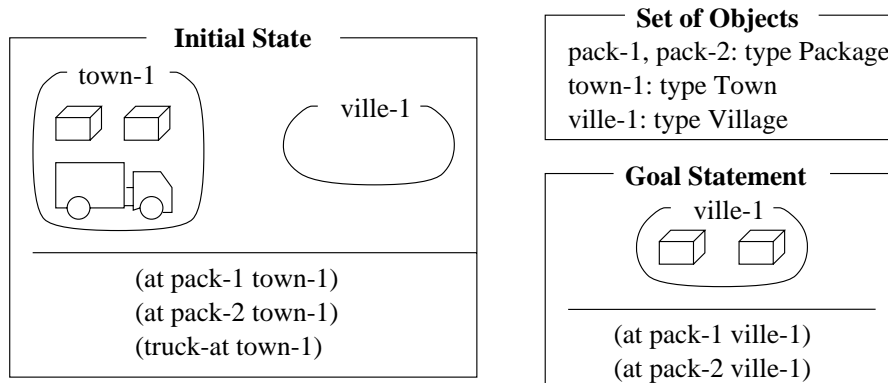 Initial State
town-1
ville-1
(at pack-1 town-1)
(at pack-2 town-1)
(truck-at town-1)
Set of Objects
pack-1, pack-2: type Package
town-1: type Town
ville-1: type Village
Goal Statement
ville-1
(at pack-1 ville-1)
(at pack-2 ville-1)